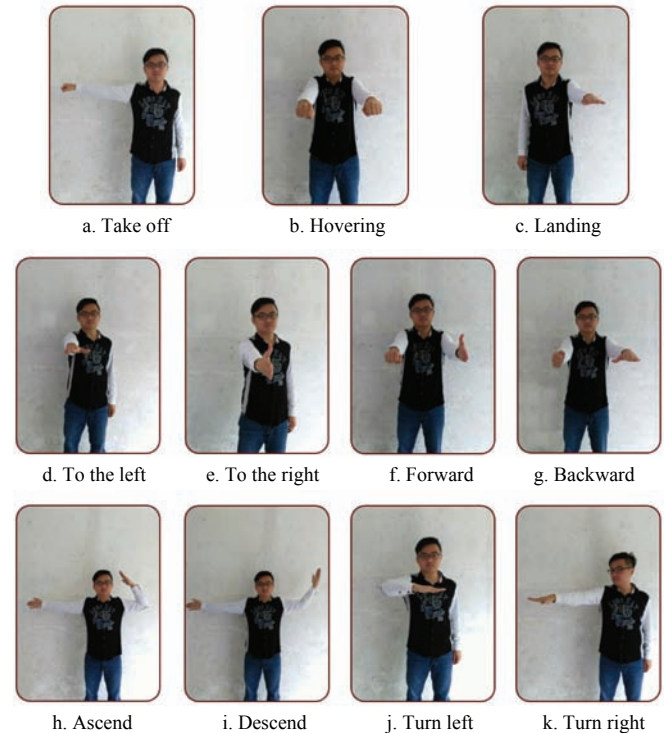 a. Take off
b. Hovering
c. Landing
d. To the left
e. To the right
f. Forward
g. Backward
h. Ascend
i. Descend
j. Turn left
k. Turn right